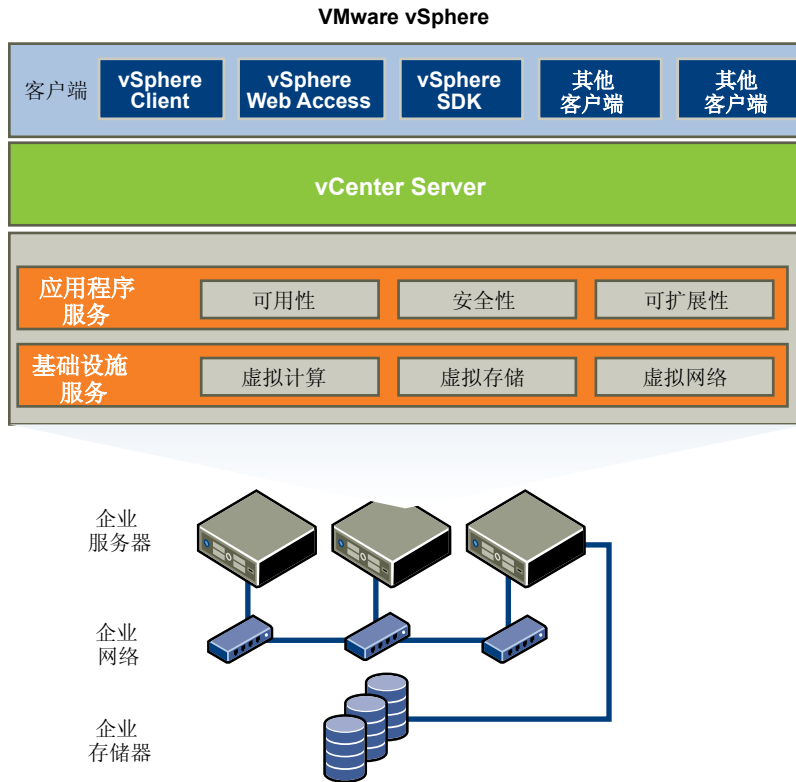 VMware vSphere
客户端
vSphere
Client
vSphere
Web Access
vSphere
SDK
其他
客户端
其他
客户端
vCenter Server
应用程序
服务
可用性
安全性
可扩展性
基础设施
服务
虚拟计算
虚拟存储
虚拟网络
企业
服务器
企业
网络
企业
存储器